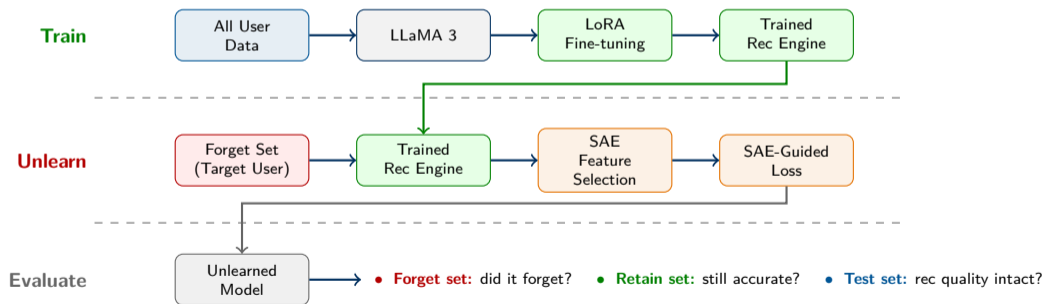 Train
All User
Data
LLaMA 3
LoRA
Fine-tuning
Trained
Rec Engine
Unlearn
Forget Set
(Target User)
Trained
Rec Engine
SAE
Feature
Selection
SAE-Guided
Loss
Evaluate
Unlearned
Model
• Forget set: did it forget?
• Retain set: still accurate?
• Test set: rec quality intact?